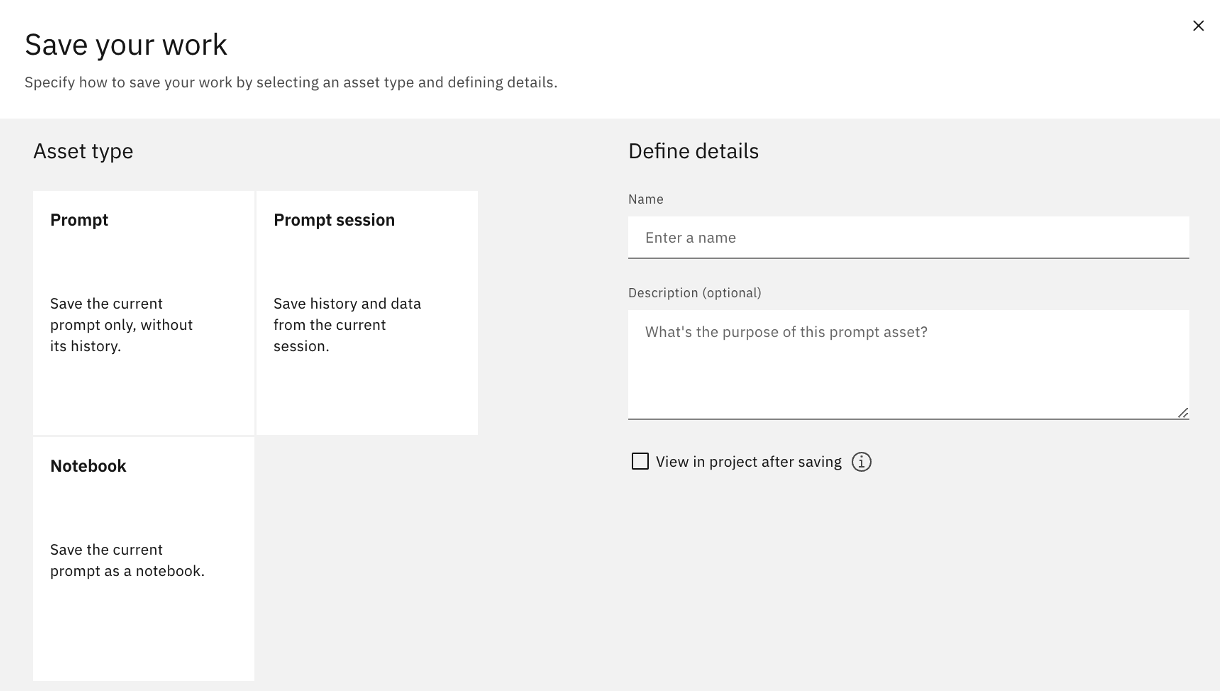 Save your work
Specify how to save your work by selecting an asset type and defining details.
Asset type
Prompt
Save the current
prompt only, without
its history.
Prompt session
Save history and data
from the current
session.
Notebook
Save the current
prompt as a notebook.
Define details
Name
Enter a name
Description (optional)
What's the purpose of this prompt asset?
View in project after saving